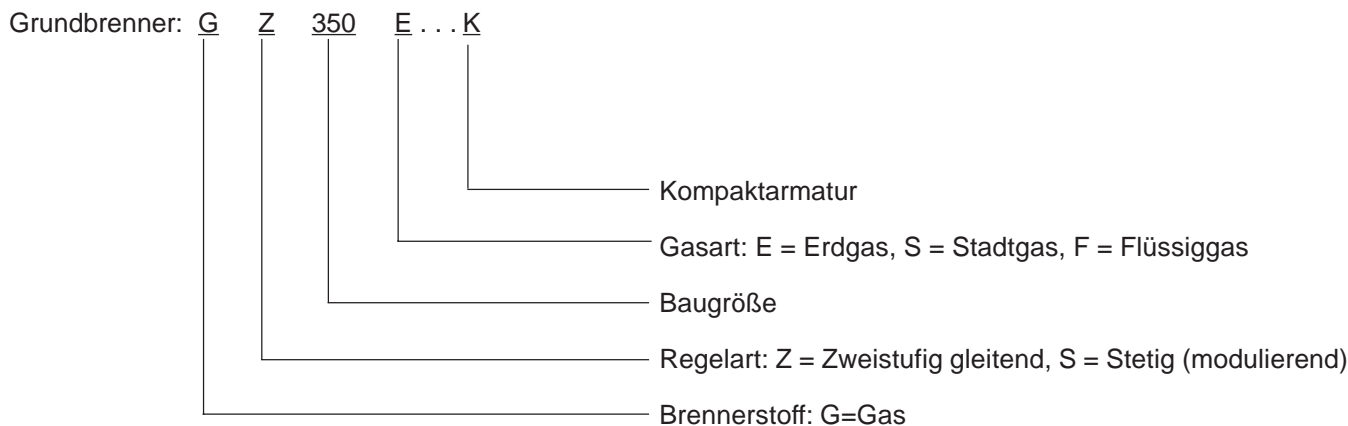 Grundbrenner: G Z 350 E . . . K
Kompaktarmatur
Gasart: E = Erdgas, S = Stadtgas, F = Flüssiggas
Baugröße
Regelart: Z = Zweistufig gleitend, S = Stetig (modulierend)
Brennerstoff: G=Gas